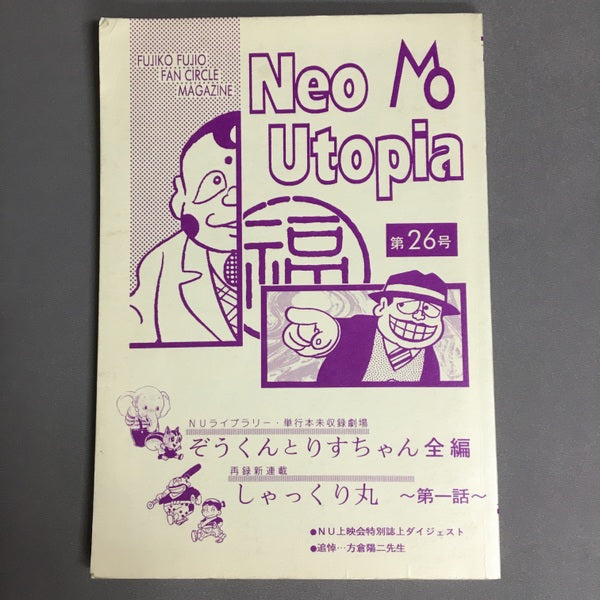 FUJIKO FUJIO
FAN CIRCLE
MAGAZINE
Neo
Utopia
福
第26号
NUライブラリー・単行本未収録劇場
ぞうくんとりすちゃん全編
再録新連載
しゃっくり丸 〜第一話〜
●NU上映会特別誌上ダイジェスト
●追悼…方倉陽二先生